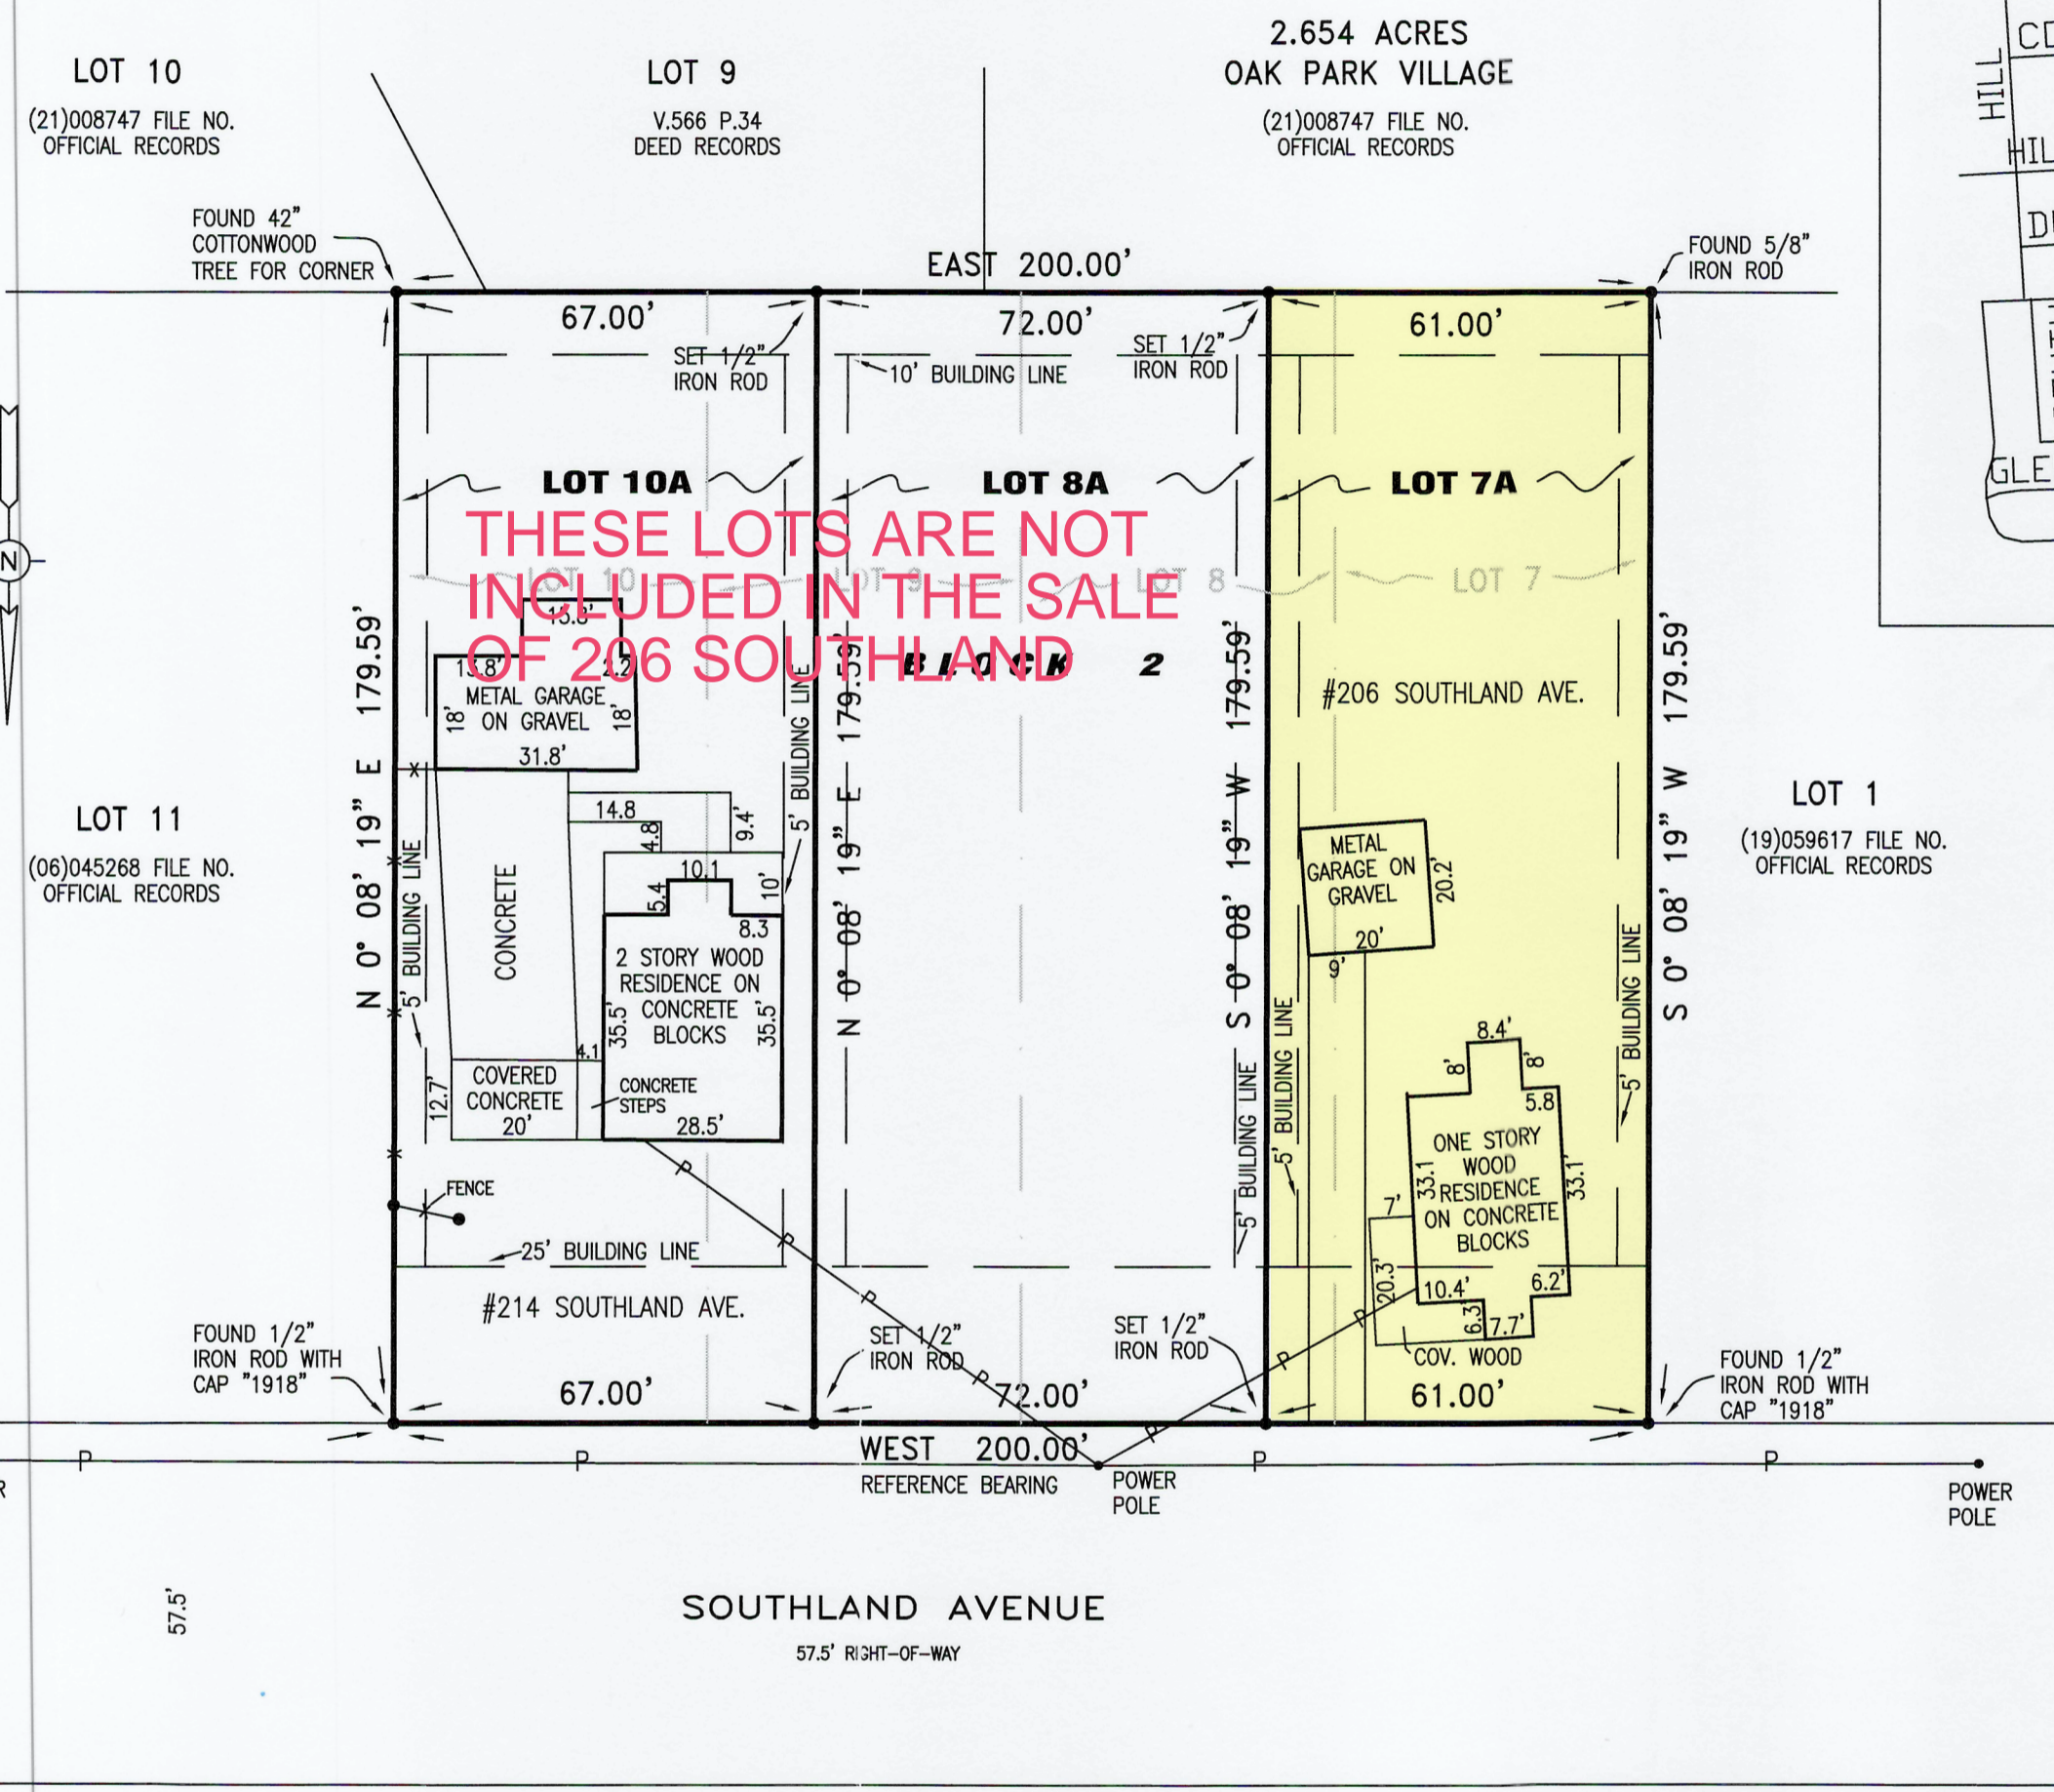 2.654 ACRES
OAK PARK VILLAGE
(21)008747 FILE NO.
OFFICIAL RECORDS
LOT 10
(21)008747 FILE NO.
OFFICIAL RECORDS
LOT 9
V.566 P.34
DEED RECORDS
HILL
FOUND 42"
COTTONWOOD
TREE FOR CORNER
EAST 200.00'
FOUND 5/8"
IRON ROD
67.00'
72.00'
61.00'
SET 1/2"
IRON ROD
10' BUILDING LINE
SET 1/2"
IRON ROD
LOT 10A
LOT 8A
LOT 7A
THESE LOTS ARE NOT
INCLUDED IN THE SALE
OF 206 SOUTHLAND
LOT 10
LOT 9
LOT 8
LOT 7
N
BLOCK 2
#206 SOUTHLAND AVE.
15.8'
2.2'
METAL GARAGE
ON GRAVEL
18'
18'
31.8'
N 0° 08' 19" E 179.59'
5' BUILDING LINE
N 0° 08' 19" E 179.59'
S 0° 08' 19" W 179.59'
S 0° 08' 19" W 179.59'
LOT 11
(06)045268 FILE NO.
OFFICIAL RECORDS
LOT 1
(19)059617 FILE NO.
OFFICIAL RECORDS
14.8
4.8
9.4'
10.1
5.4
10'
8.3
CONCRETE
5' BUILDING LINE
2 STORY WOOD
RESIDENCE ON
CONCRETE
BLOCKS
35.5'
35.5'
4.1
COVERED
CONCRETE
20'
12.7'
CONCRETE
STEPS
28.5'
METAL
GARAGE ON
GRAVEL
20.2'
20'
9'
5' BUILDING LINE
5' BUILDING LINE
5' BUILDING LINE
8.4'
8'
8'
5.8
ONE STORY
WOOD
RESIDENCE
ON CONCRETE
BLOCKS
33.1
33.1'
7'
20.3'
10.4'
6.2'
6.3'
7.7'
COV. WOOD
FENCE
25' BUILDING LINE
#214 SOUTHLAND AVE.
P
P
P
P
P
P
P
FOUND 1/2"
IRON ROD WITH
CAP "1918"
SET 1/2"
IRON ROD
SET 1/2"
IRON ROD
FOUND 1/2"
IRON ROD WITH
CAP "1918"
67.00'
72.00'
61.00'
WEST 200.00'
REFERENCE BEARING
P
P
P
P
POWER
POLE
POWER
POLE
57.5'
SOUTHLAND AVENUE
57.5' RIGHT-OF-WAY